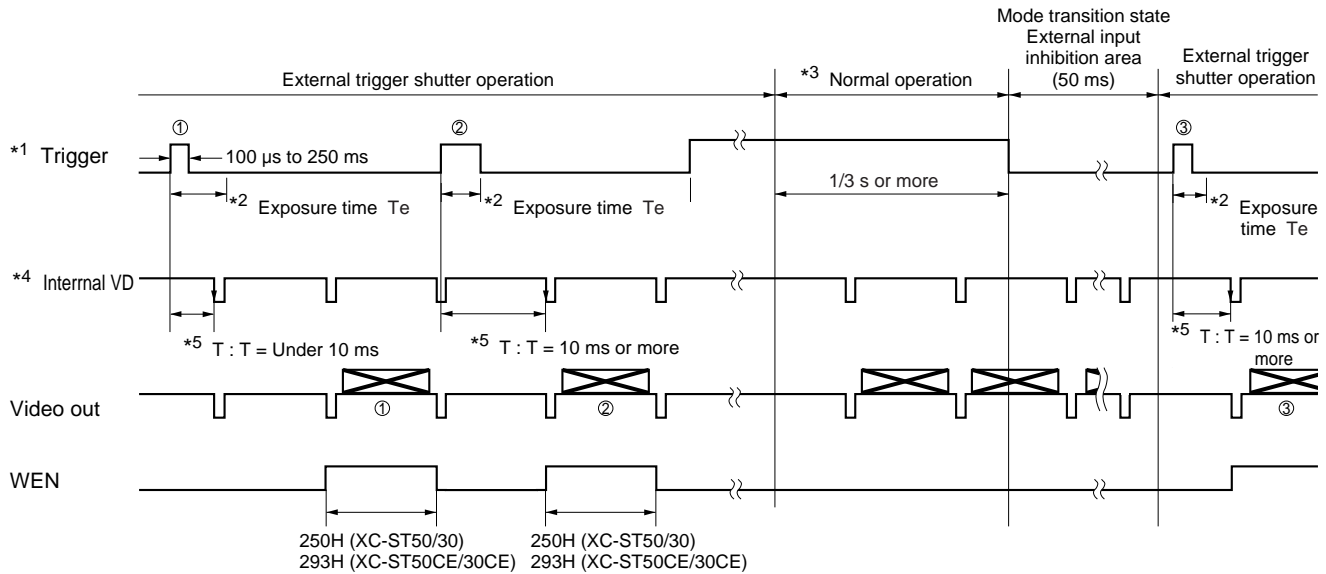 Mode transition state
External input
inhibition area
(50 ms)
External trigger
shutter operation
External trigger shutter operation
*3 Normal operation
① ② ③
*1 Trigger
100 µs to 250 ms
1/3 s or more
*2 Exposure time Te
*2 Exposure time Te
*2 Exposure
time Te
*4 Interrnal VD
*5 T : T = Under 10 ms
*5 T : T = 10 ms or more
*5 T : T = 10 ms or
more
Video out
① ② ③
WEN
250H (XC-ST50/30)
293H (XC-ST50CE/30CE)
250H (XC-ST50/30)
293H (XC-ST50CE/30CE)